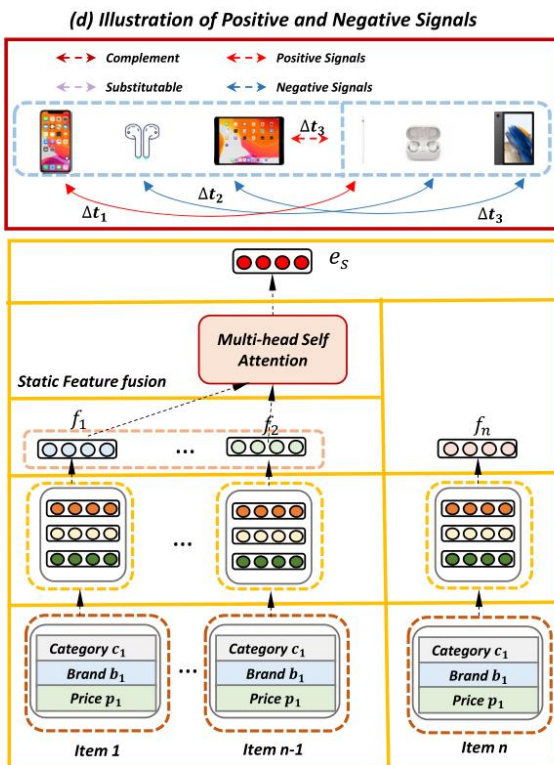 (d) Illustration of Positive and Negative Signals
Complement Positive Signals
Substitutable Negative Signals
Δt₃
Δt₂
Δt₁ Δt₃
eₛ
Multi-head Self
Attention
Static Feature fusion
f₁ f₂ fₙ
...
...
Category c₁ Category c₁ Category c₁
Brand b₁ ... Brand b₁ Brand b₁
Price p₁ Price p₁ Price p₁
Item 1 Item n-1 Item n